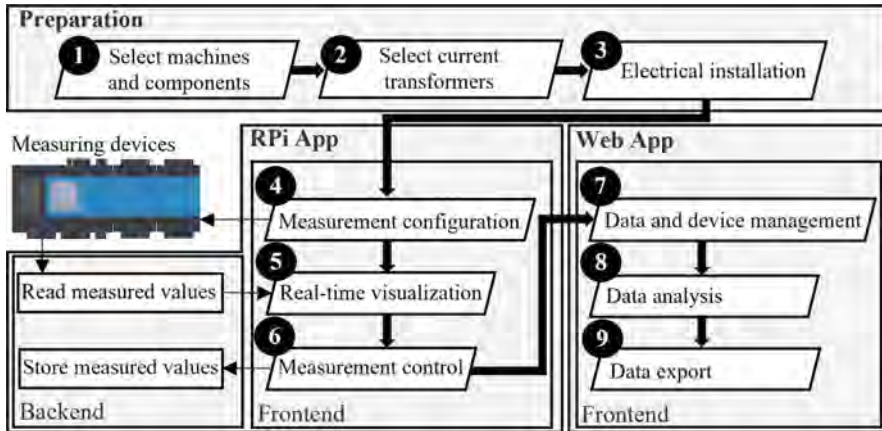 Preparation
1
Select machines
and components
2
Select current
transformers
3
Electrical installation
Measuring devices
RPi App
4
Measurement configuration
5
Real-time visualization
6
Measurement control
Frontend
Read measured values
Store measured values
Backend
Web App
7
Data and device management
8
Data analysis
9
Data export
Frontend